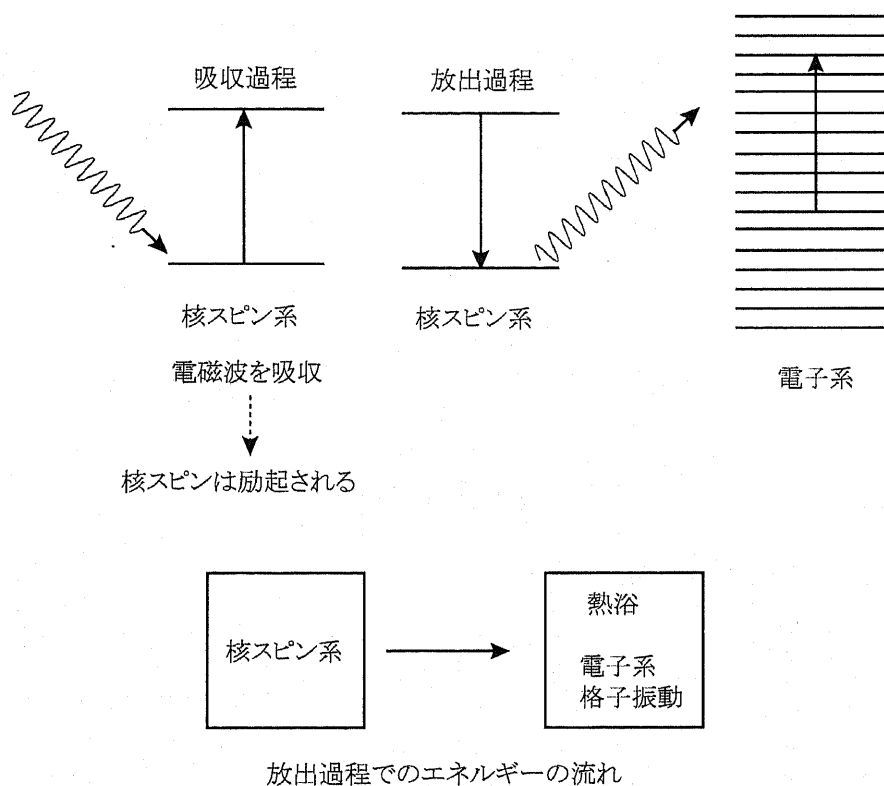 吸収過程
放出過程
核スピン系
核スピン系
電磁波を吸収
電子系
核スピンは励起される
核スピン系
熱浴
電子系
格子振動
放出過程でのエネルギーの流れ